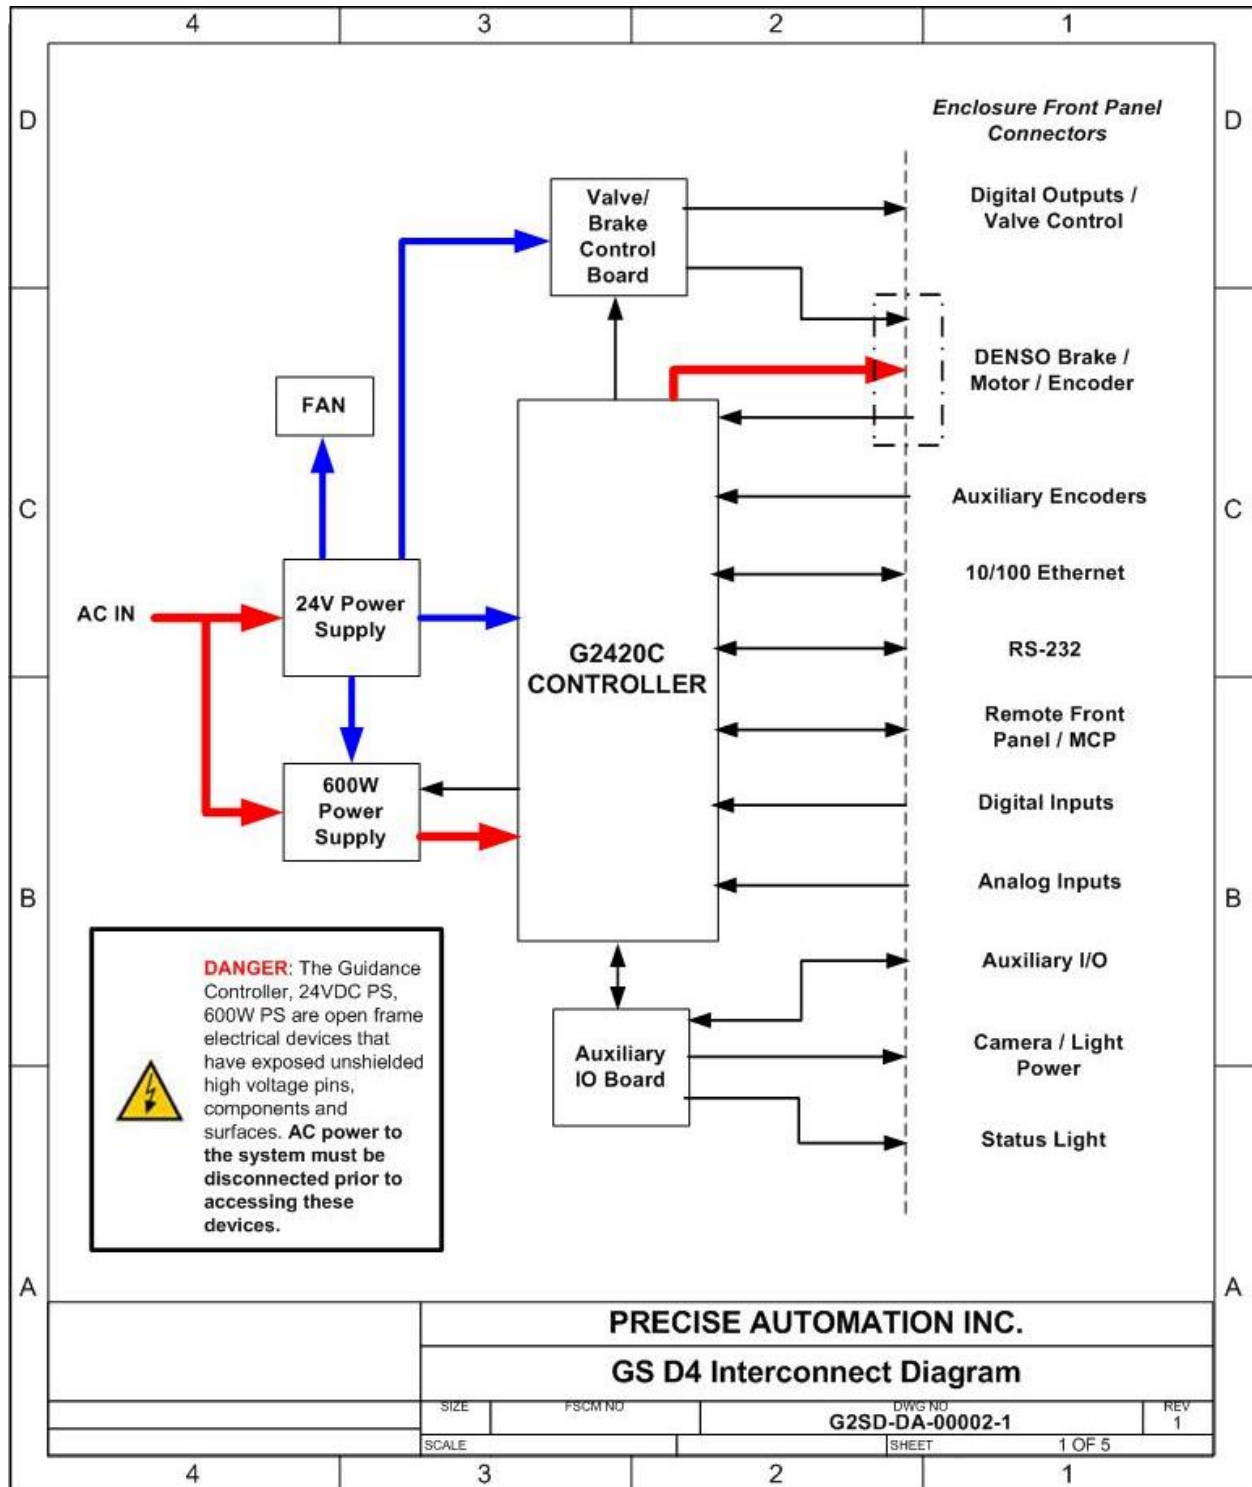 4 3 2 1
D D
Enclosure Front Panel
Connectors
Valve/
Brake
Control
Board
Digital Outputs /
Valve Control
DENSO Brake /
Motor / Encoder
FAN
C C
Auxiliary Encoders
10/100 Ethernet
AC IN
24V Power
Supply
G2420C
CONTROLLER
RS-232
Remote Front
Panel / MCP
600W
Power
Supply
Digital Inputs
Analog Inputs
B B
DANGER: The Guidance
Controller, 24VDC PS,
600W PS are open frame
electrical devices that
have exposed unshielded
high voltage pins,
components and
surfaces. AC power to
the system must be
disconnected prior to
accessing these
devices.
Auxiliary I/O
Auxiliary
IO Board
Camera / Light
Power
Status Light
A A
PRECISE AUTOMATION INC.
GS D4 Interconnect Diagram
SIZE FSCM NO DWG NO REV
G2SD-DA-00002-1 1
SCALE SHEET 1 OF 5
4 3 2 1